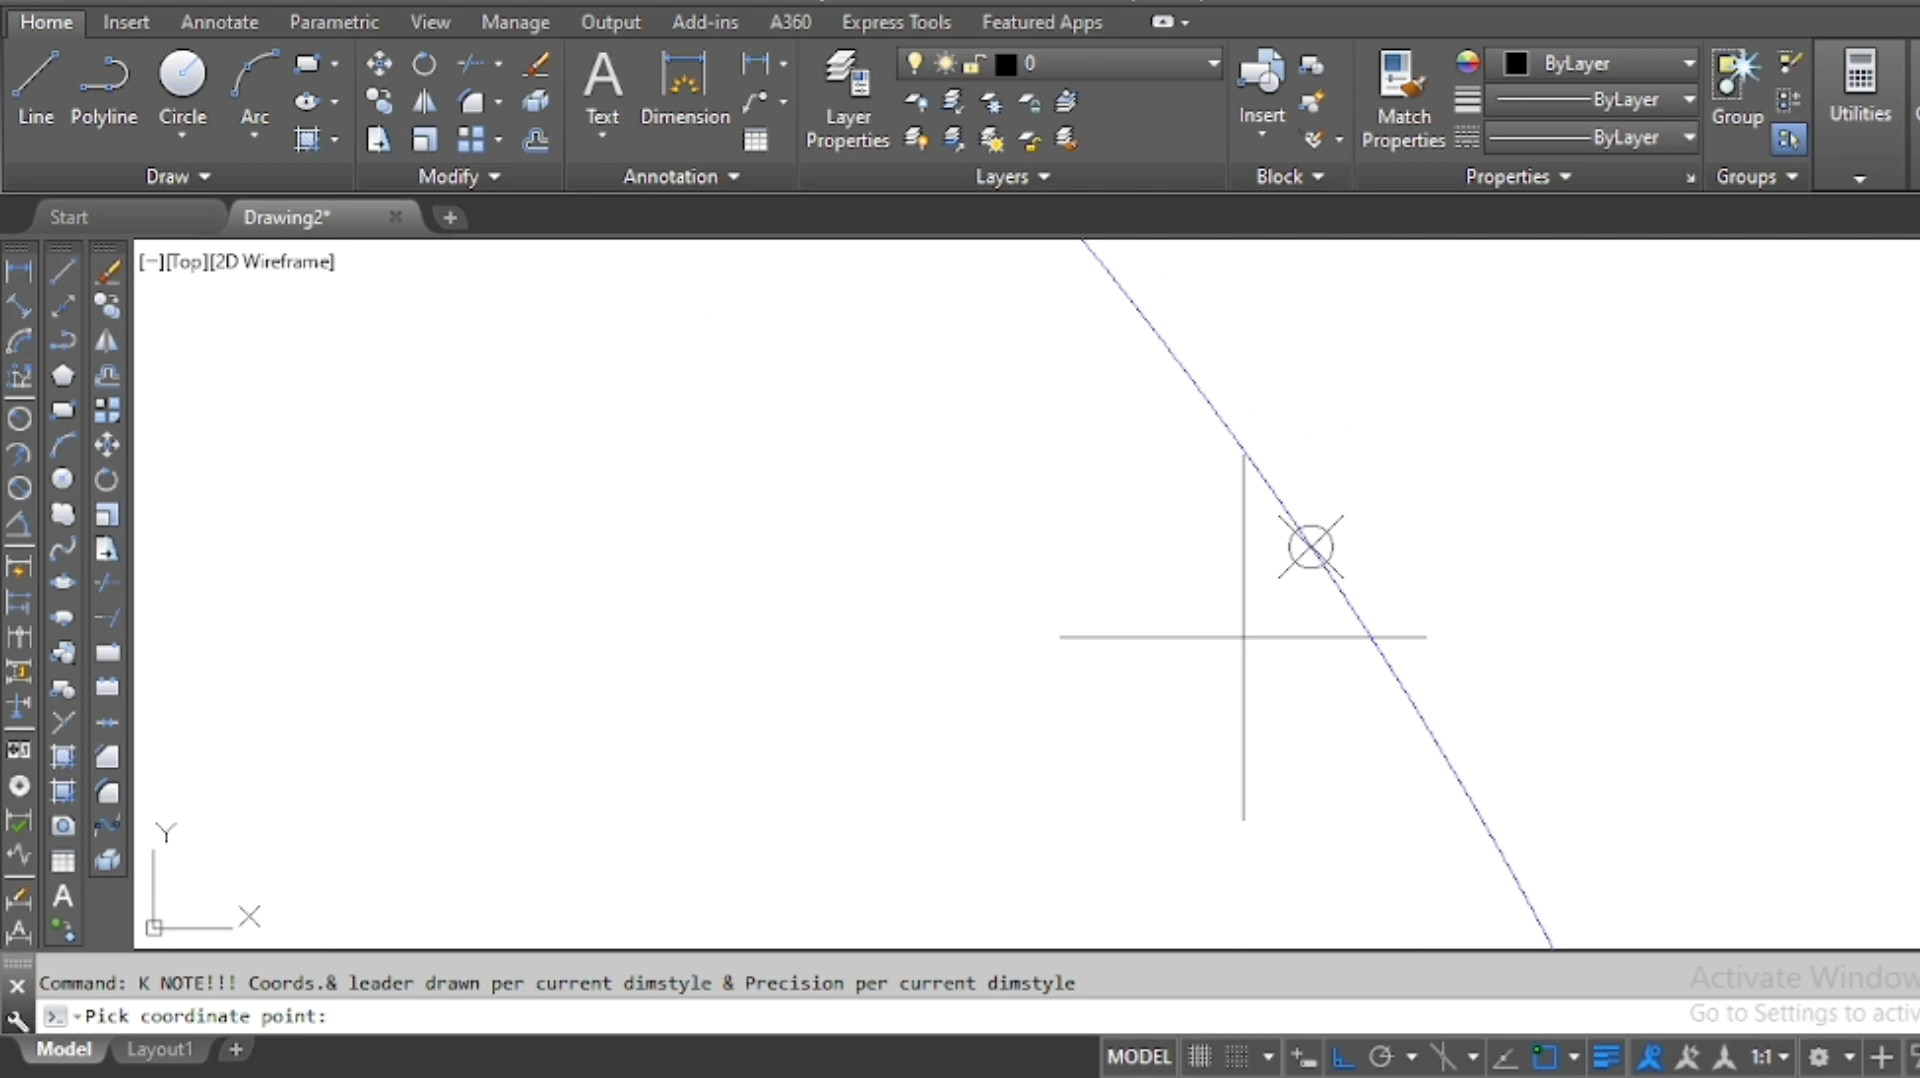 Home Insert Annotate Parametric View Manage Output Add-ins A360 Express Tools Featured Apps
0 ByLayer
ByLayer
Line Polyline Circle Arc A Text Dimension Layer Properties Insert Match Properties Group Utilities
ByLayer
Draw Modify Annotation Layers Block Properties Groups
Start Drawing2*
[−][Top][2D Wireframe]
Y
X
A
Command: K NOTE!!! Coords.& leader drawn per current dimstyle & Precision per current dimstyle
Activate Window
Pick coordinate point:
Go to Settings to activ
Model Layout1 +
MODEL 1:1